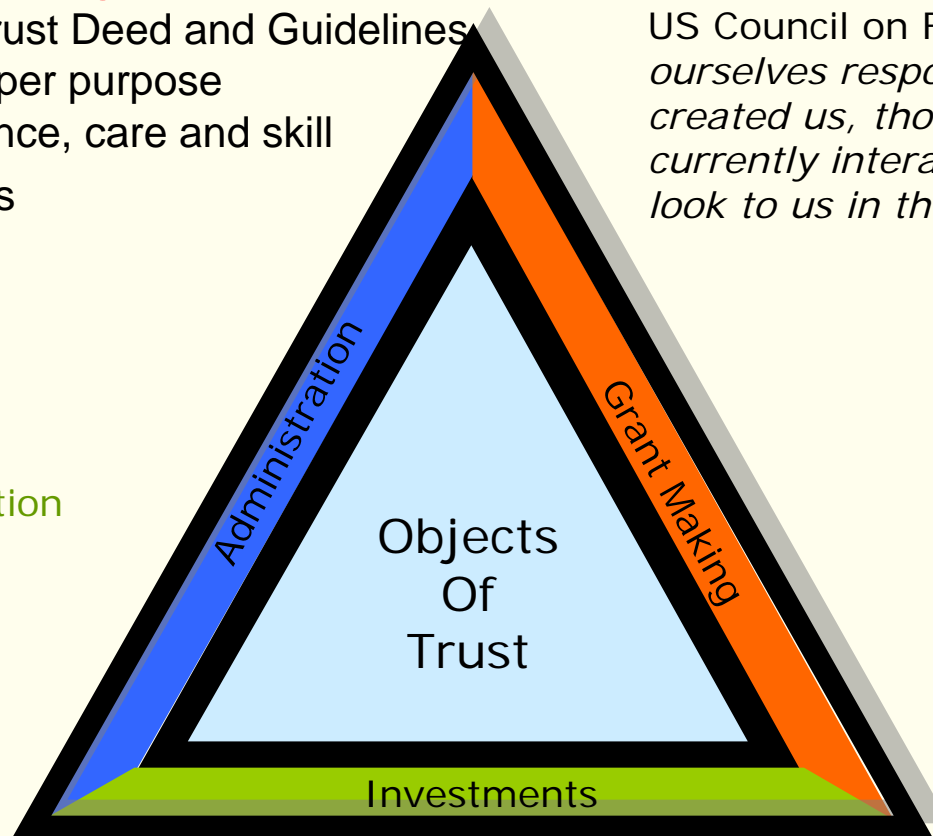 rust Deed and Guidelines
per purpose
nce, care and skill
s
tion
US Council on
ourselves respo
created us, tho
currently intera
look to us in th
Administration
Grant Making
Objects
Of
Trust
Investments